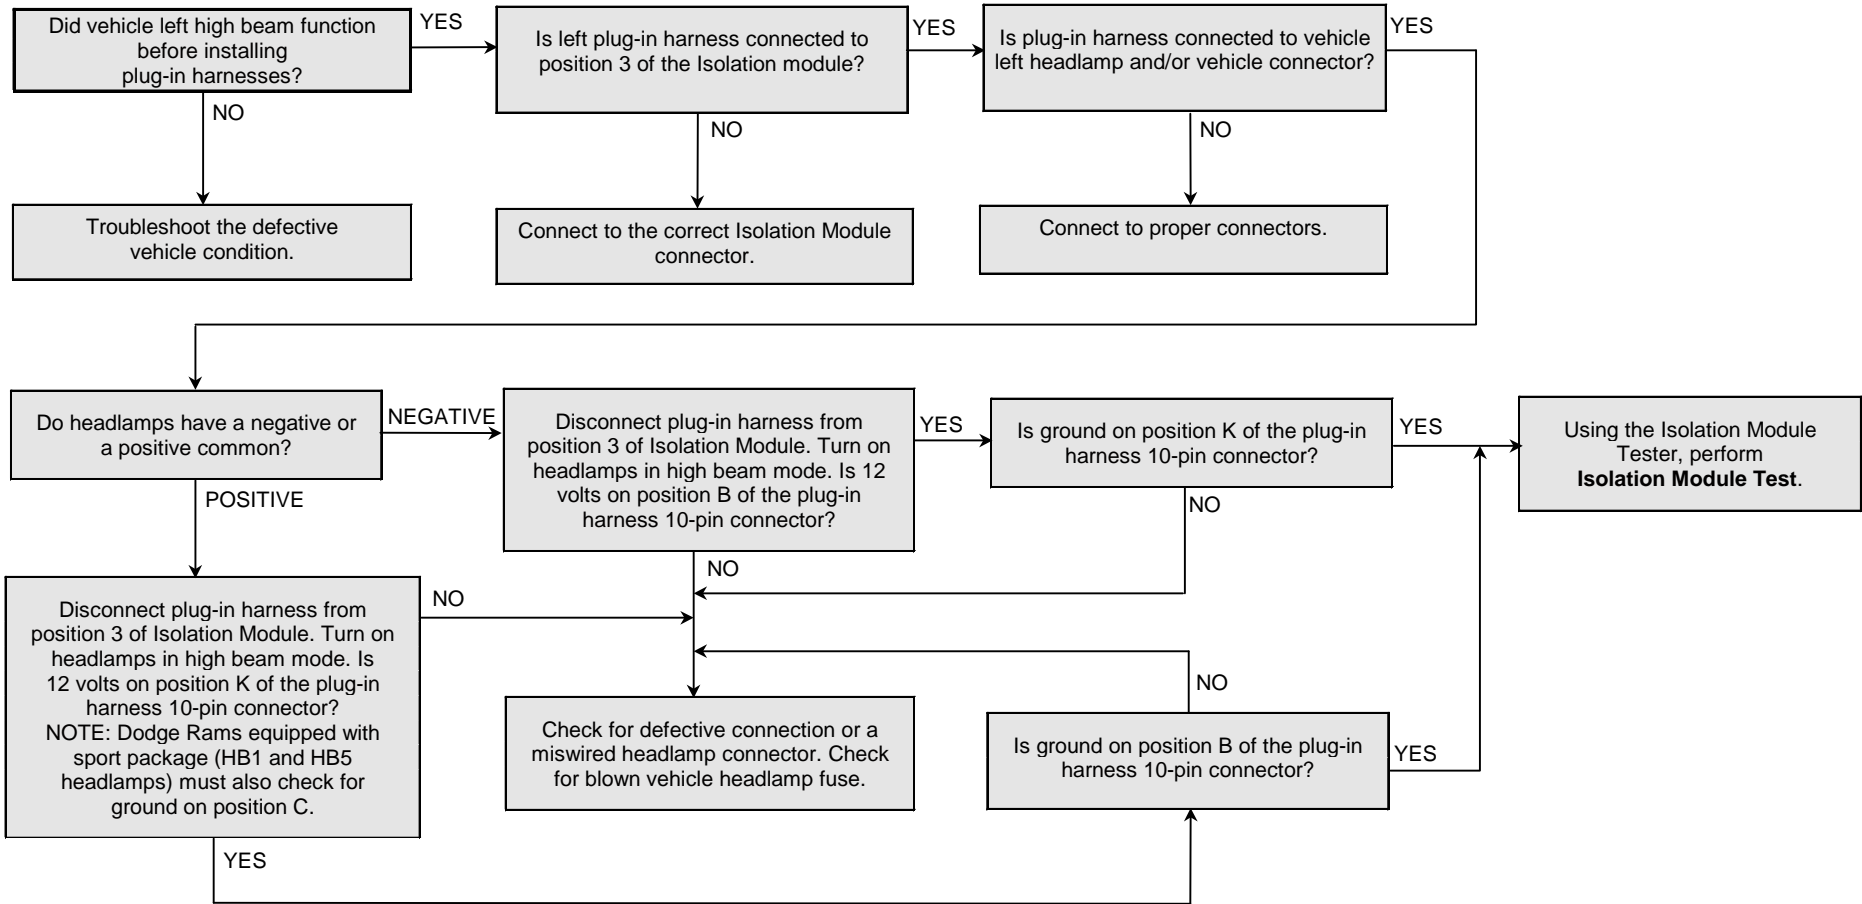 Did vehicle left high beam function
before installing
plug-in harnesses?
YES
Is left plug-in harness connected to
position 3 of the Isolation module?
YES
Is plug-in harness connected to vehicle
left headlamp and/or vehicle connector?
YES
NO
NO
NO
Troubleshoot the defective
vehicle condition.
Connect to the correct Isolation Module
connector.
Connect to proper connectors.
Do headlamps have a negative or
a positive common?
NEGATIVE
Disconnect plug-in harness from
position 3 of Isolation Module. Turn on
headlamps in high beam mode. Is 12
volts on position B of the plug-in
harness 10-pin connector?
YES
Is ground on position K of the plug-in
harness 10-pin connector?
YES
Using the Isolation Module
Tester, perform
Isolation Module Test.
POSITIVE
NO
NO
Disconnect plug-in harness from
position 3 of Isolation Module. Turn on
headlamps in high beam mode. Is
12 volts on position K of the plug-in
harness 10-pin connector?
NOTE: Dodge Rams equipped with
sport package (HB1 and HB5
headlamps) must also check for
ground on position C.
NO
Check for defective connection or a
miswired headlamp connector. Check
for blown vehicle headlamp fuse.
NO
Is ground on position B of the plug-in
harness 10-pin connector?
YES
YES